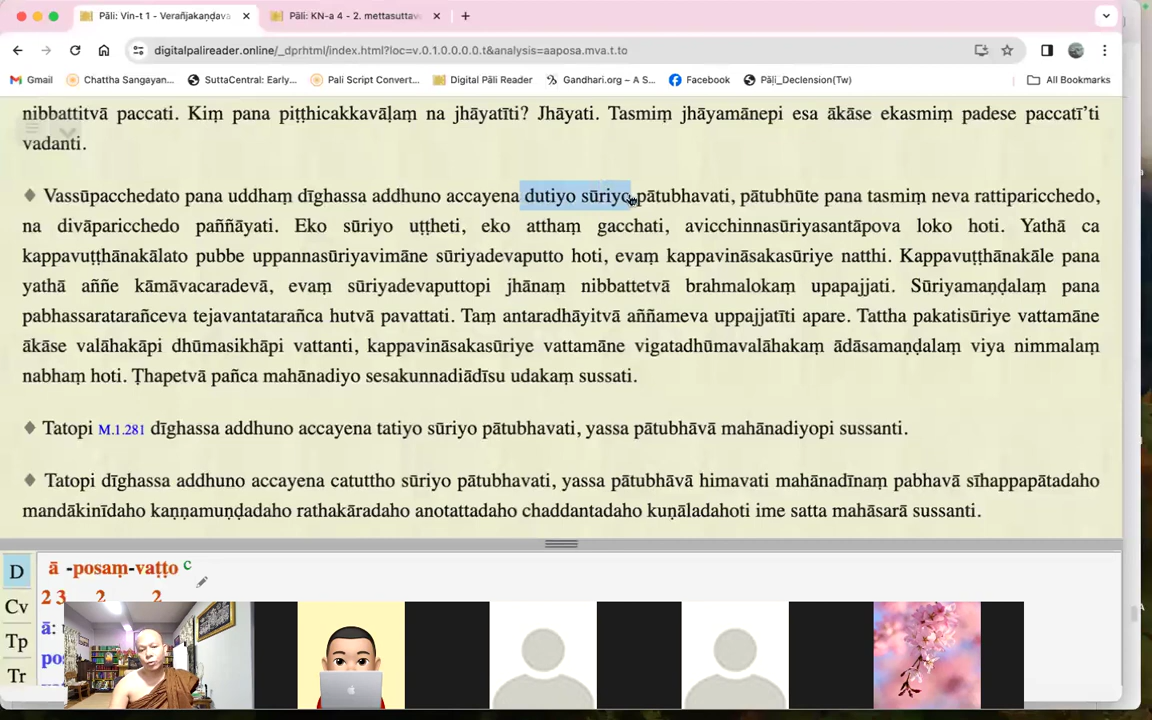 Pāli: Vin-t 1 - Verañjakaṇḍava
Pāli: KN-a 4 - 2. mettasuttav
digitalpalireader.online/_dprhtml/index.html?loc=v.0.1.0.0.0.0.t&analysis=aaposa.mva.t.to
Gmail
Chattha Sangayan...
SuttaCentral: Early...
Pali Script Convert...
Digital Pāli Reader
Gandhari.org – A S...
Facebook
Pāḷi_Declension(Tw)
All Bookmarks
nibbattitvā paccati. Kiṃ pana piṭṭhicakkavāḷaṃ na jhāyatīti? Jhāyati. Tasmiṃ jhāyamānepi esa ākāse ekasmiṃ padese paccatī’ti
vadanti.
♦ Vassūpacchedato pana uddhaṃ dīghassa addhuno accayena dutiyo sūriyo pātubhavati, pātubhūte pana tasmiṃ neva rattiparicchedo,
na divāparicchedo paññāyati. Eko sūriyo uṭṭheti, eko atthaṃ gacchati, avicchinnasūriyasantāpova loko hoti. Yathā ca
kappavuṭṭhānakālato pubbe uppannasūriyavimāne sūriyadevaputto hoti, evaṃ kappavināsakasūriye natthi. Kappavuṭṭhānakāle pana
yathā aññe kāmāvacaradevā, evaṃ sūriyadevaputtopi jhānaṃ nibbattetvā brahmalokaṃ upapajjati. Sūriyamaṇḍalaṃ pana
pabhassaratarañceva tejavantatarañca hutvā pavattati. Taṃ antaradhāyitvā aññameva uppajjatīti apare. Tattha pakatisūriye vattamāne
ākāse valāhakāpi dhūmasikhāpi vattanti, kappavināsakasūriye vattamāne vigatadhūmavalāhakaṃ ādāsamaṇḍalaṃ viya nimmalaṃ
nabhaṃ hoti. Ṭhapetvā pañca mahānadiyo sesakunnadiādīsu udakaṃ sussati.
♦ Tatopi M.1.281 dīghassa addhuno accayena tatiyo sūriyo pātubhavati, yassa pātubhāvā mahānadiyopi sussanti.
♦ Tatopi dīghassa addhuno accayena catuttho sūriyo pātubhavati, yassa pātubhāvā himavati mahānadīnaṃ pabhavā sīhappapātadaho
mandākinīdaho kaṇṇamuṇḍadaho rathakāradaho anotattadaho chaddantadaho kuṇāladahoti ime satta mahāsarā sussanti.
D
ā -posaṃ-vaṭṭo c
Cv
2 3 2 2
Tp
ā:
Tr